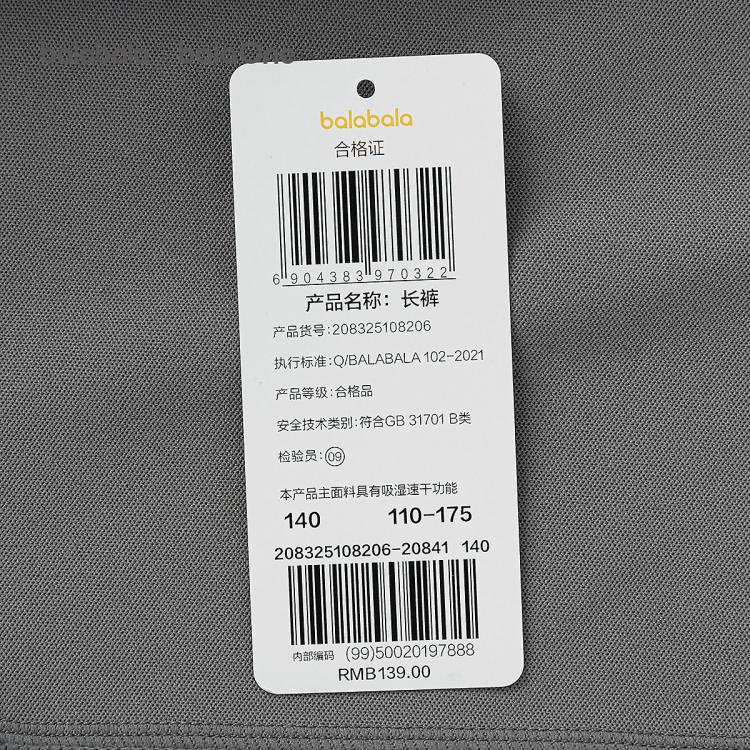 balabala
合格证
6 904383 970322
产品名称：长裤
产品货号:208325108206
执行标准:Q/BALABALA 102-2021
产品等级:合格品
安全技术类别:符合GB 31701 B类
检验员:09
本产品主面料具有吸湿速干功能
140 110-175
208325108206-20841 140
内部编码 (99)50020197888
RMB139.00